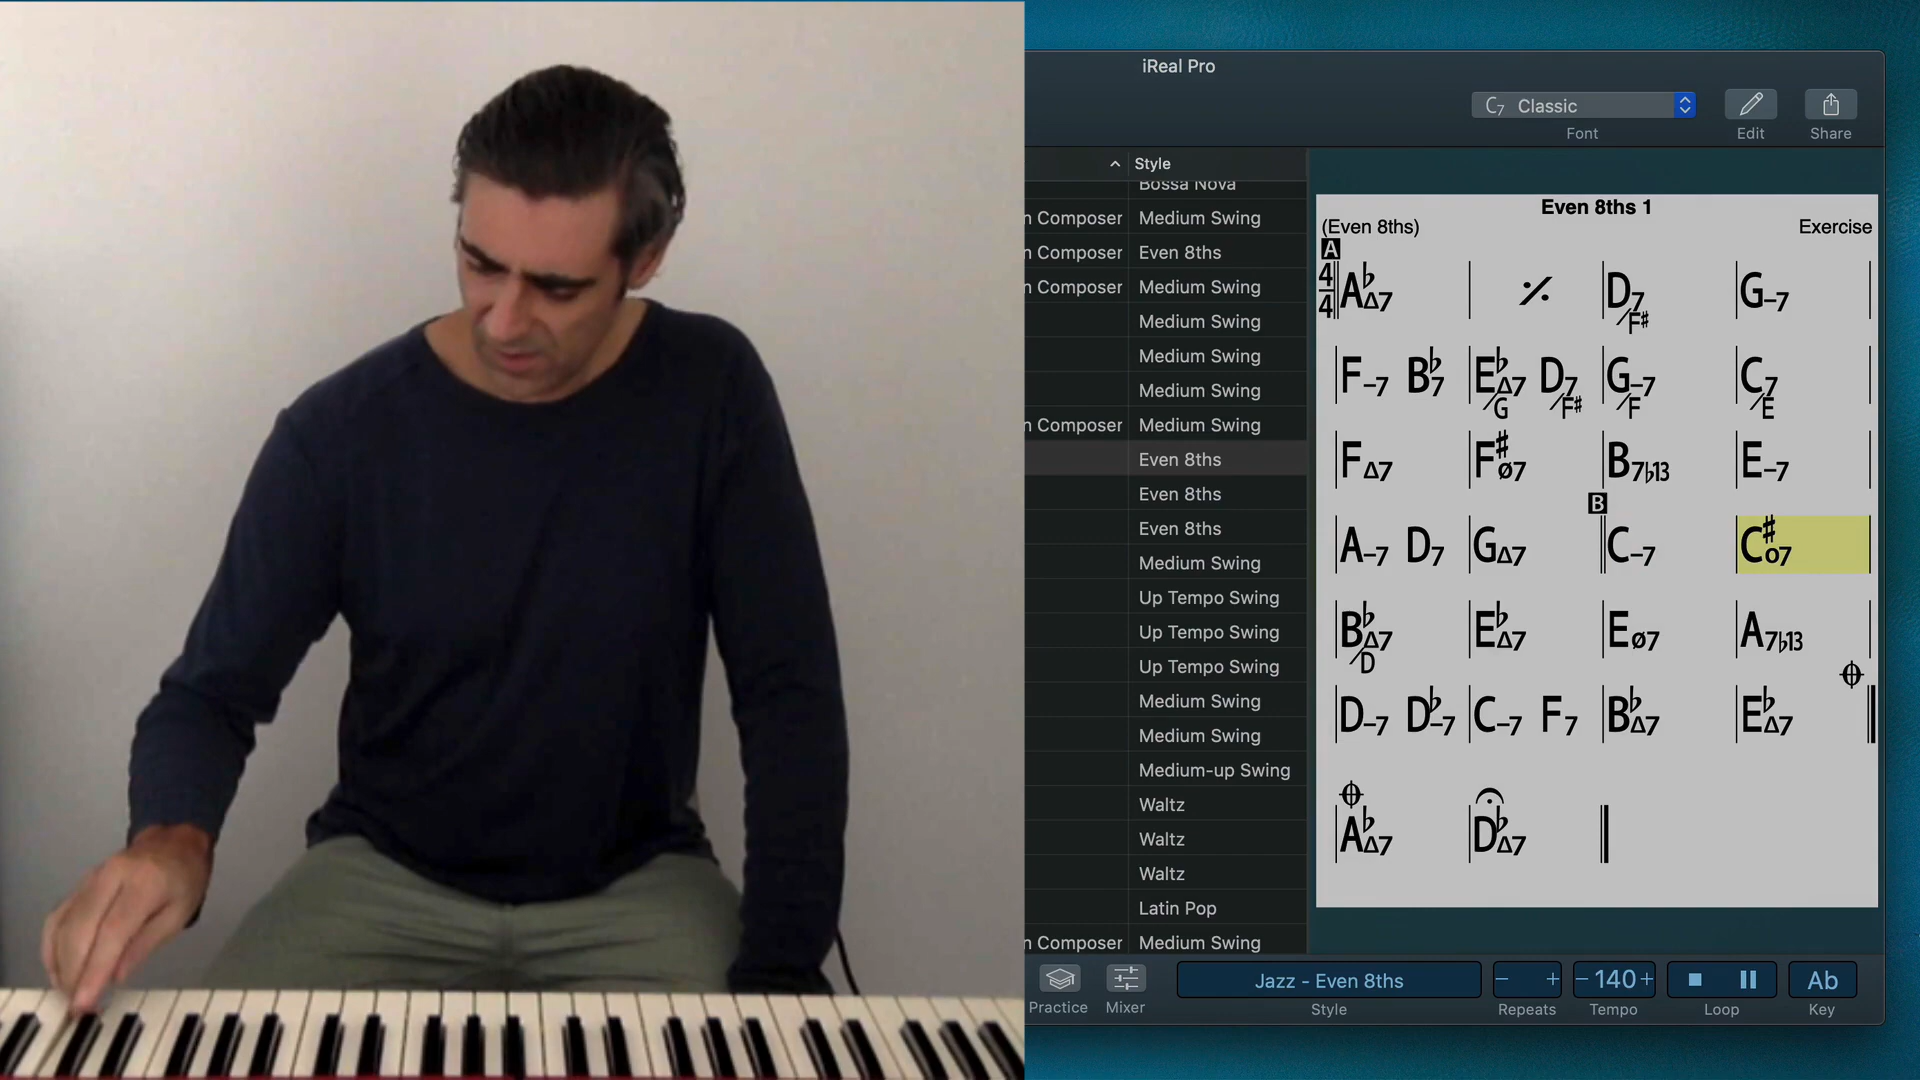 iReal Pro
C7 Classic
Font
Edit
Share
Style
Bossa Nova
n Composer Medium Swing
n Composer Even 8ths
n Composer Medium Swing
Medium Swing
Medium Swing
Medium Swing
n Composer Medium Swing
Even 8ths
Even 8ths
Even 8ths
Medium Swing
Up Tempo Swing
Up Tempo Swing
Up Tempo Swing
Medium Swing
Medium Swing
Medium-up Swing
Waltz
Waltz
Waltz
Latin Pop
n Composer Medium Swing
Even 8ths 1
(Even 8ths) Exercise
A
4/4 A♭Δ7 | 𝄎 | D7/F♯ | G–7
F–7 B♭7 | E♭Δ7/G D7/F♯ | G–7/F | C7/E
FΔ7 | F♯ø7 | B7♭13 | E–7
B
A–7 D7 | GΔ7 | C–7 | C♯o7
B♭Δ7/D | E♭Δ7 | Eø7 | A7♭13
D–7 D♭–7 | C–7 F7 | B♭Δ7 | E♭Δ7
A♭Δ7 | D♭Δ7
Practice
Mixer
Jazz - Even 8ths
Style
– +
Repeats
–140+
Tempo
Loop
Ab
Key